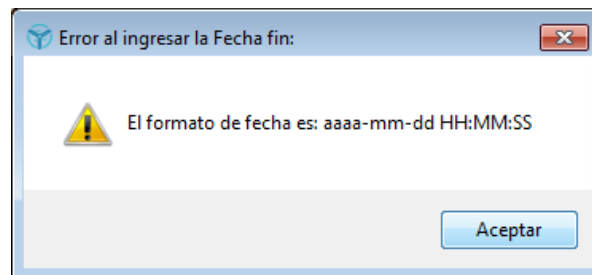 Error al ingresar la Fecha fin:
El formato de fecha es: aaaa-mm-dd HH:MM:SS
Aceptar